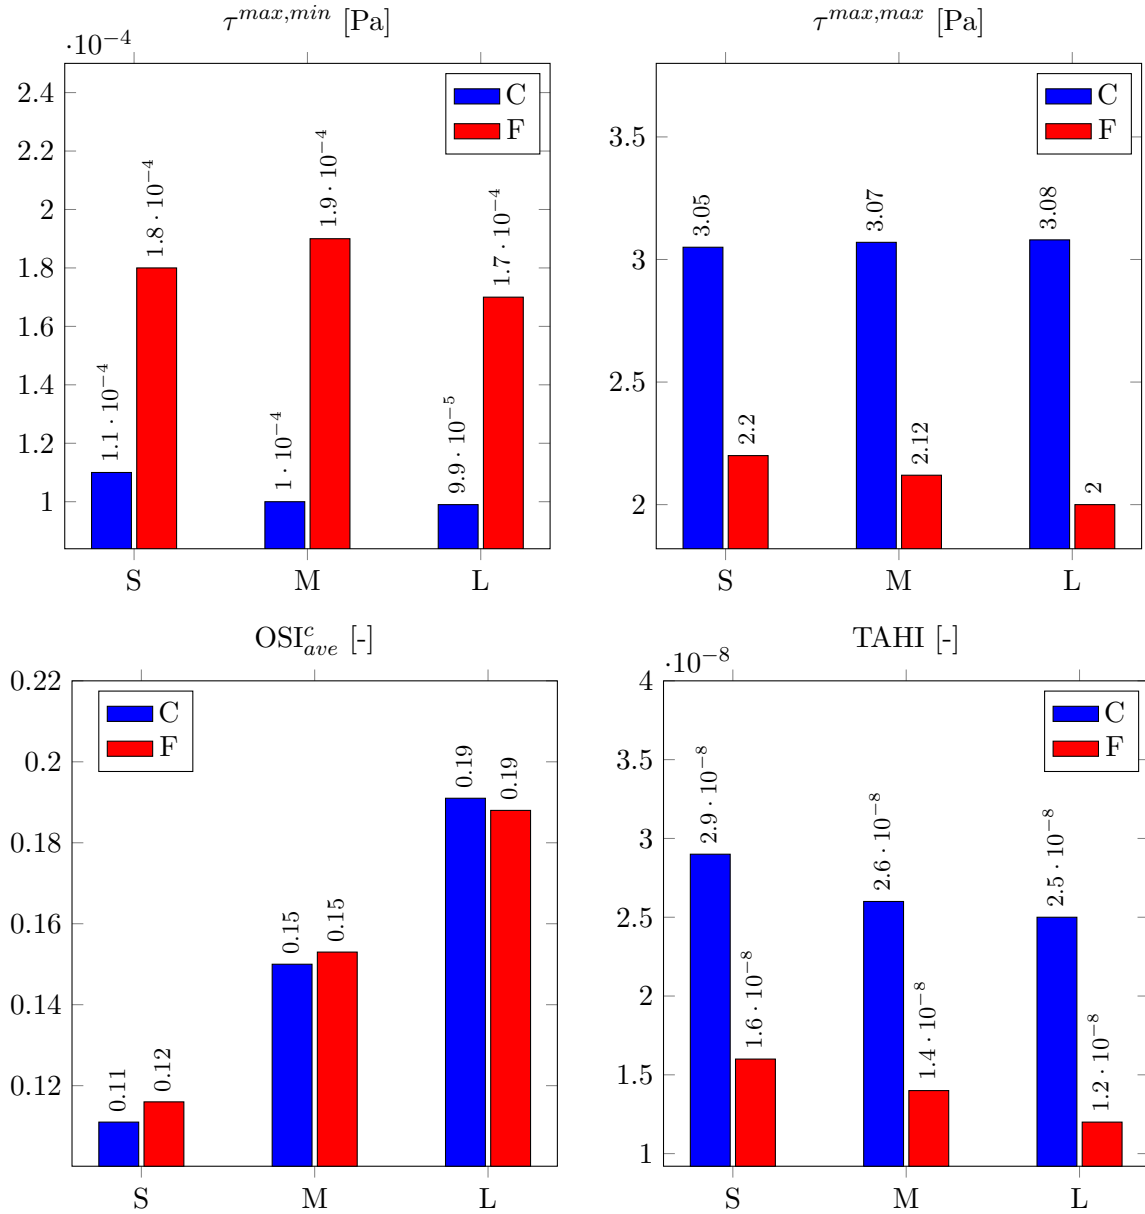 τ^{max,min} [Pa]
·10⁻⁴
2.4
2.2
2
1.8
1.6
1.4
1.2
1
C
F
1.1 · 10⁻⁴
1.8 · 10⁻⁴
1 · 10⁻⁴
1.9 · 10⁻⁴
9.9 · 10⁻⁵
1.7 · 10⁻⁴
S
M
L
τ^{max,max} [Pa]
3.5
3
2.5
2
C
F
3.05
2.2
3.07
2.12
3.08
2
S
M
L
OSI^{c}_{ave} [-]
0.22
0.2
0.18
0.16
0.14
0.12
C
F
0.11
0.12
0.15
0.15
0.19
0.19
S
M
L
TAHI [-]
·10⁻⁸
4
3.5
3
2.5
2
1.5
1
C
F
2.9 · 10⁻⁸
1.6 · 10⁻⁸
2.6 · 10⁻⁸
1.4 · 10⁻⁸
2.5 · 10⁻⁸
1.2 · 10⁻⁸
S
M
L